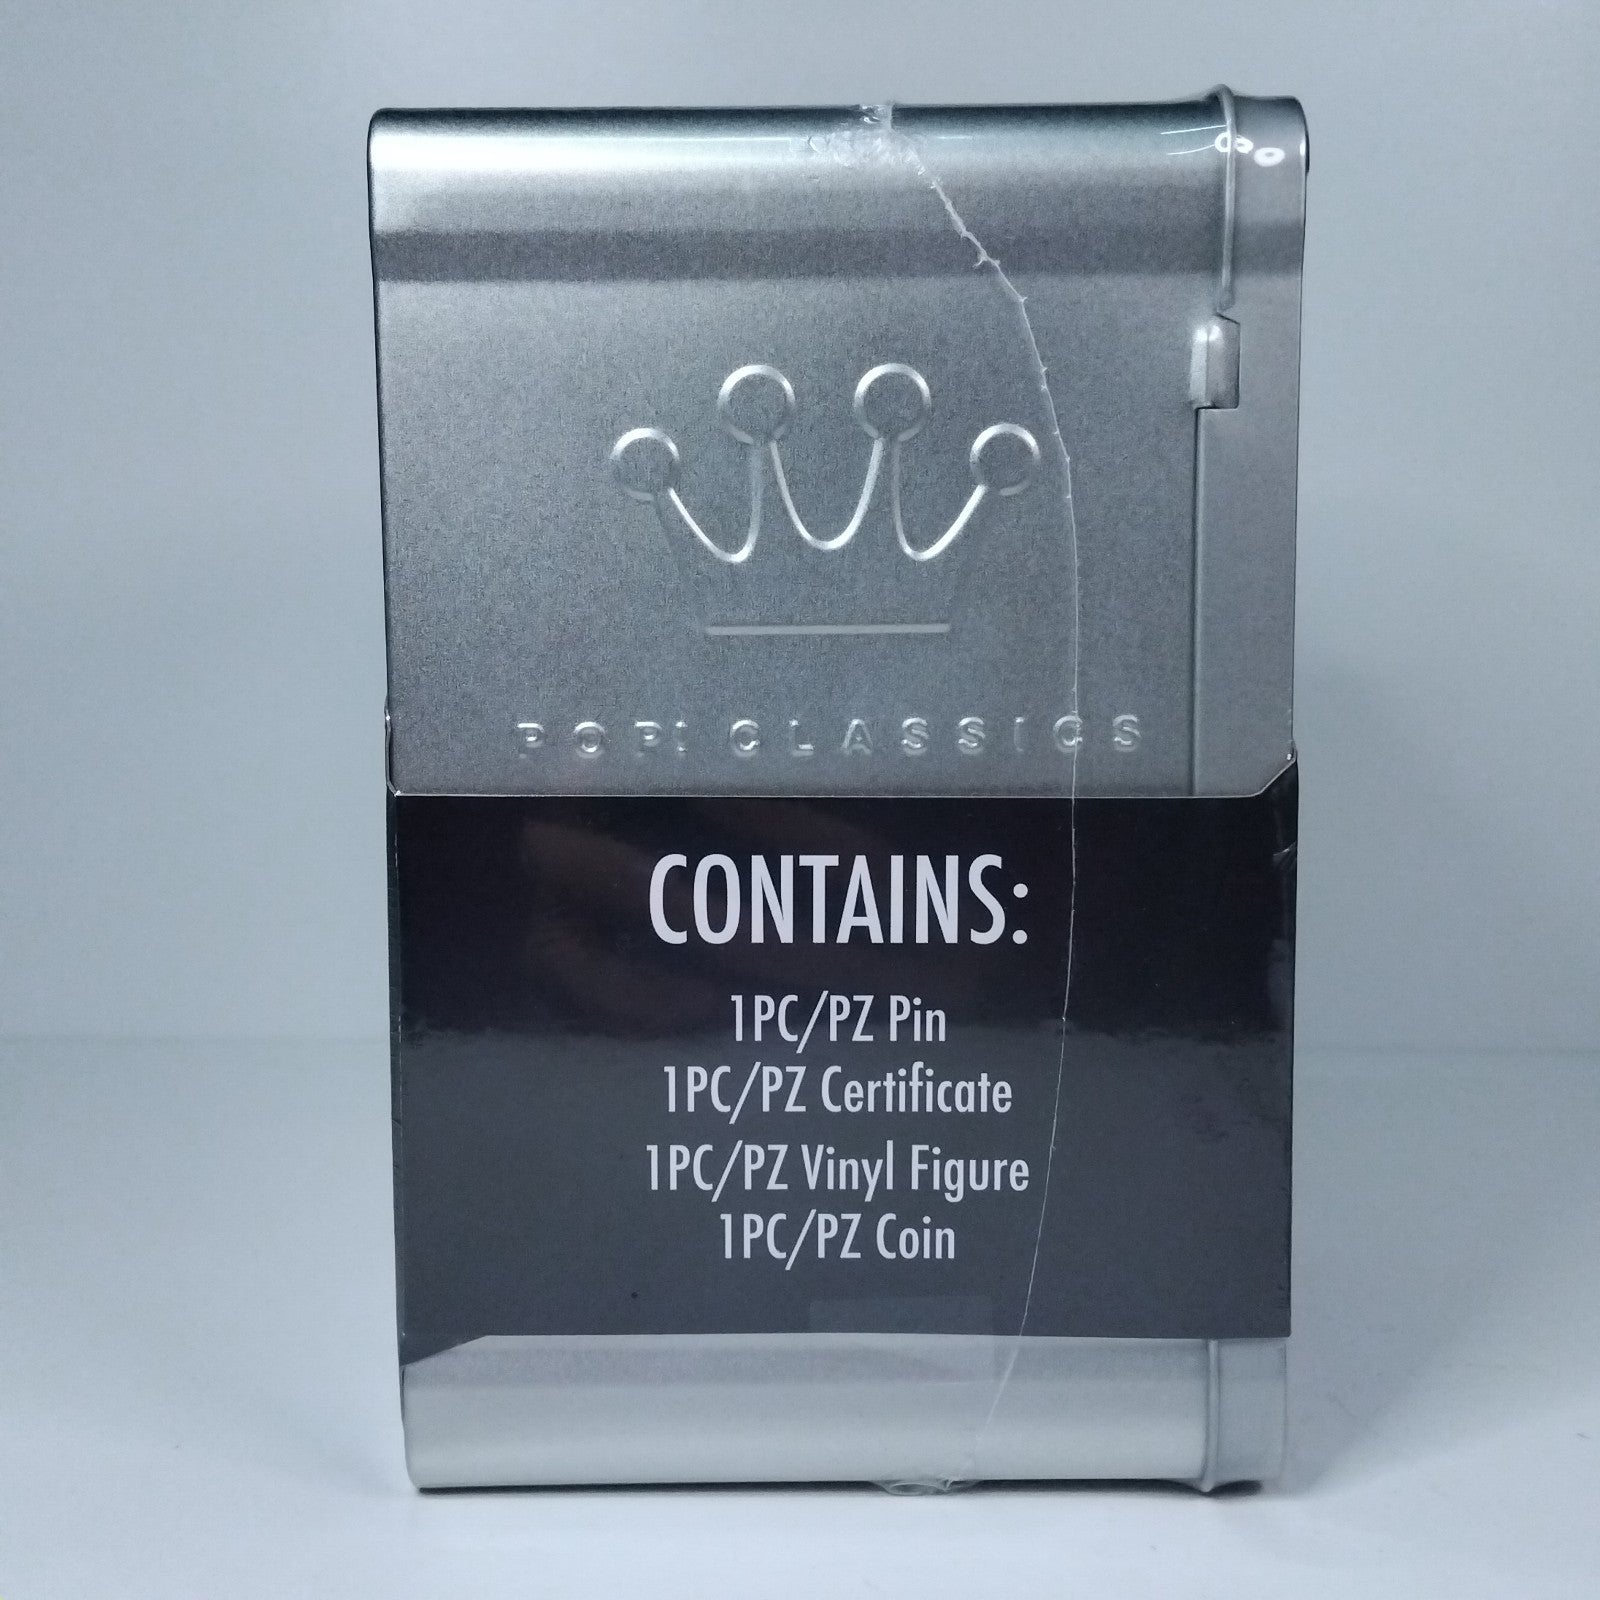 POP! CLASSICS
CONTAINS:
1PC/PZ Pin
1PC/PZ Certificate
1PC/PZ Vinyl Figure
1PC/PZ Coin